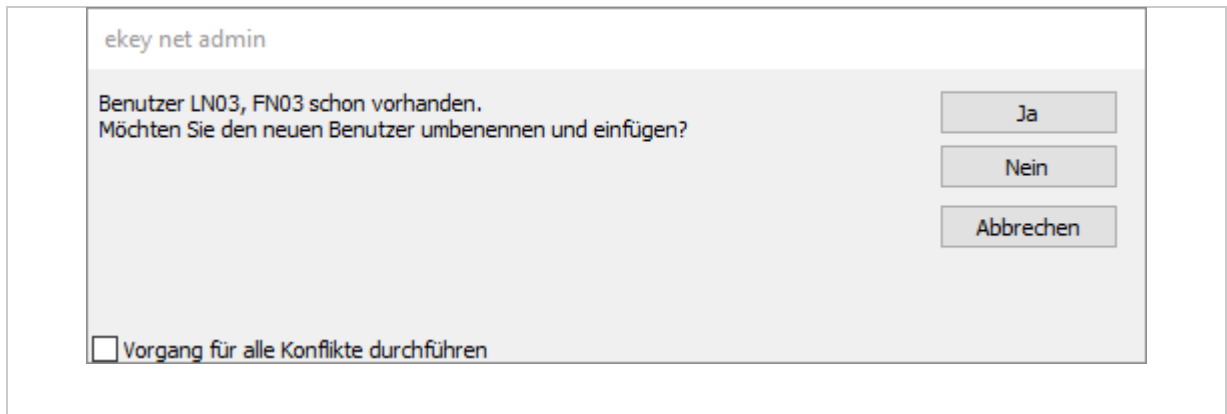 ekey net admin
Benutzer LN03, FN03 schon vorhanden.
Möchten Sie den neuen Benutzer umbenennen und einfügen?
Ja
Nein
Abbrechen
Vorgang für alle Konflikte durchführen